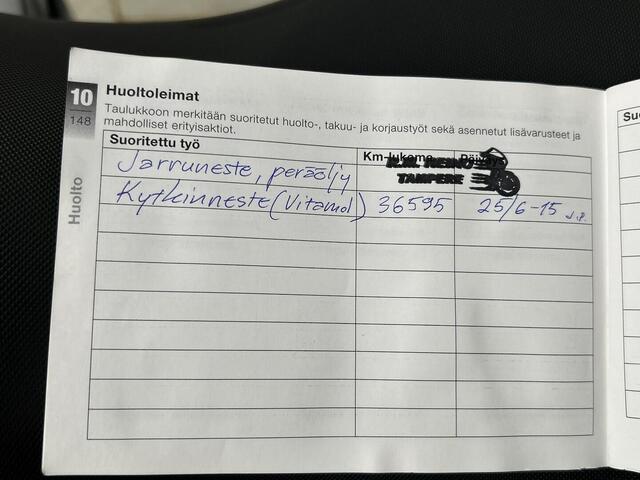 10
148
Huolto
Huoltoleimat
Taulukkoon merkitään suoritetut huolto-, takuu- ja korjaustyöt sekä asennetut lisävarusteet ja
mahdolliset erityisaktiot.
Suoritettu työ Km-lukema Päiväys
Jarruneste, peräöljy
TAMPERE
Kytkinneste (Vitamol) 36595 25/6-15 J.P.
Suo